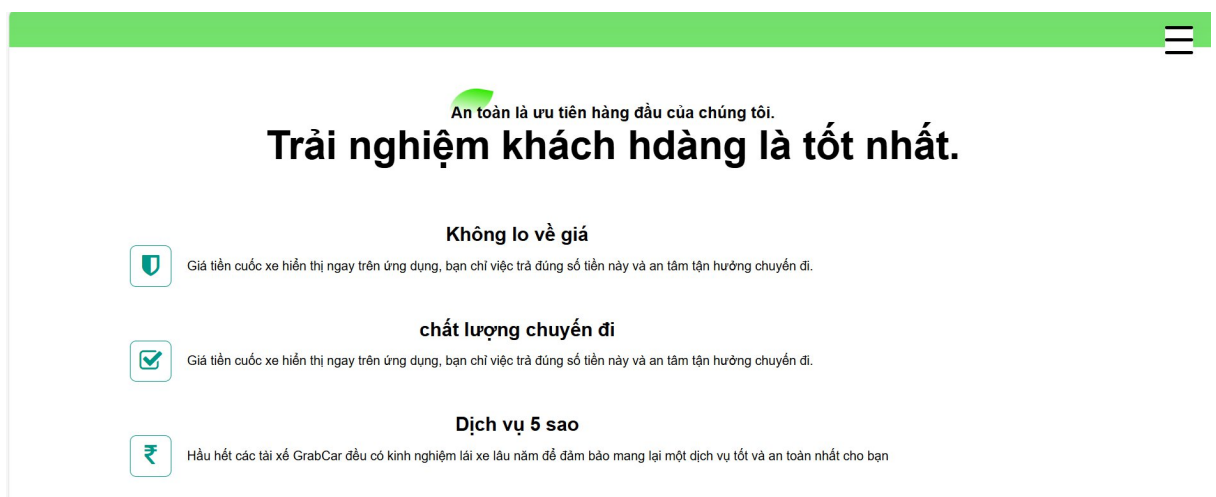 An toàn là ưu tiên hàng đầu của chúng tôi.
Trải nghiệm khách hdàng là tốt nhất.
Không lo về giá
Giá tiền cuốc xe hiển thị ngay trên ứng dụng, bạn chỉ việc trả đúng số tiền này và an tâm tận hưởng chuyến đi.
chất lượng chuyến đi
Giá tiền cuốc xe hiển thị ngay trên ứng dụng, bạn chỉ việc trả đúng số tiền này và an tâm tận hưởng chuyến đi.
Dịch vụ 5 sao
₹ Hầu hết các tài xế GrabCar đều có kinh nghiệm lái xe lâu năm để đảm bảo mang lại một dịch vụ tốt và an toàn nhất cho bạn